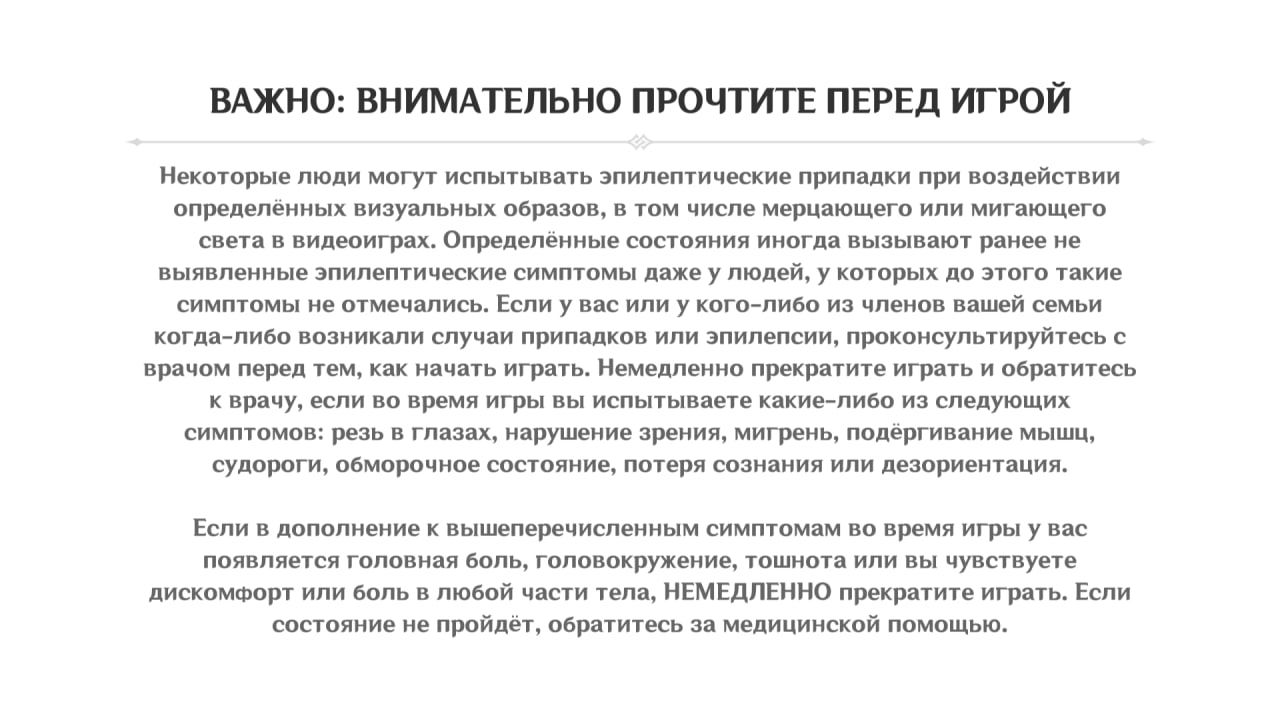 ВАЖНО: ВНИМАТЕЛЬНО ПРОЧТИТЕ ПЕРЕД ИГРОЙ
Некоторые люди могут испытывать эпилептические припадки при воздействии
определённых визуальных образов, в том числе мерцающего или мигающего
света в видеоиграх. Определённые состояния иногда вызывают ранее не
выявленные эпилептические симптомы даже у людей, у которых до этого такие
симптомы не отмечались. Если у вас или у кого-либо из членов вашей семьи
когда-либо возникали случаи припадков или эпилепсии, проконсультируйтесь с
врачом перед тем, как начать играть. Немедленно прекратите играть и обратитесь
к врачу, если во время игры вы испытываете какие-либо из следующих
симптомов: резь в глазах, нарушение зрения, мигрень, подёргивание мышц,
судороги, обморочное состояние, потеря сознания или дезориентация.
Если в дополнение к вышеперечисленным симптомам во время игры у вас
появляется головная боль, головокружение, тошнота или вы чувствуете
дискомфорт или боль в любой части тела, НЕМЕДЛЕННО прекратите играть. Если
состояние не пройдёт, обратитесь за медицинской помощью.